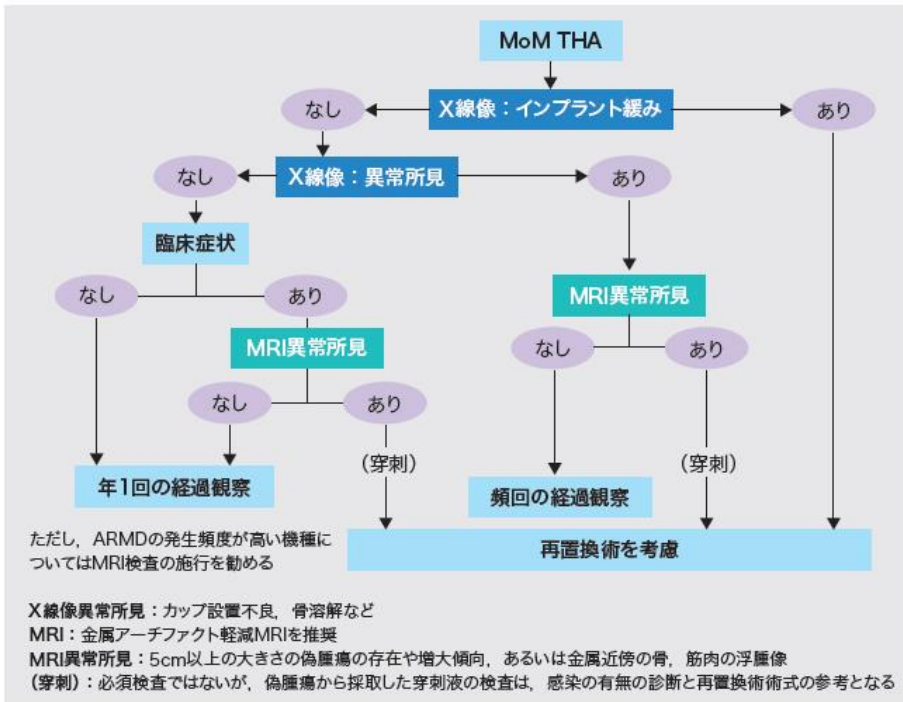 MoM THA
X線像：インプラント緩み
なし
あり
X線像：異常所見
なし
あり
臨床症状
なし
あり
MRI異常所見
なし
あり
MRI異常所見
なし
あり
（穿刺）
（穿刺）
年1回の経過観察
頻回の経過観察
再置換術を考慮
ただし，ARMDの発生頻度が高い機種に
ついてはMRI検査の施行を勧める
X線像異常所見：カップ設置不良，骨溶解など
MRI：金属アーチファクト軽減MRIを推奨
MRI異常所見：5cm以上の大きさの偽腫瘍の存在や増大傾向，あるいは金属近傍の骨，筋肉の浮腫像
（穿刺）：必須検査ではないが，偽腫瘍から採取した穿刺液の検査は，感染の有無の診断と再置換術術式の参考となる